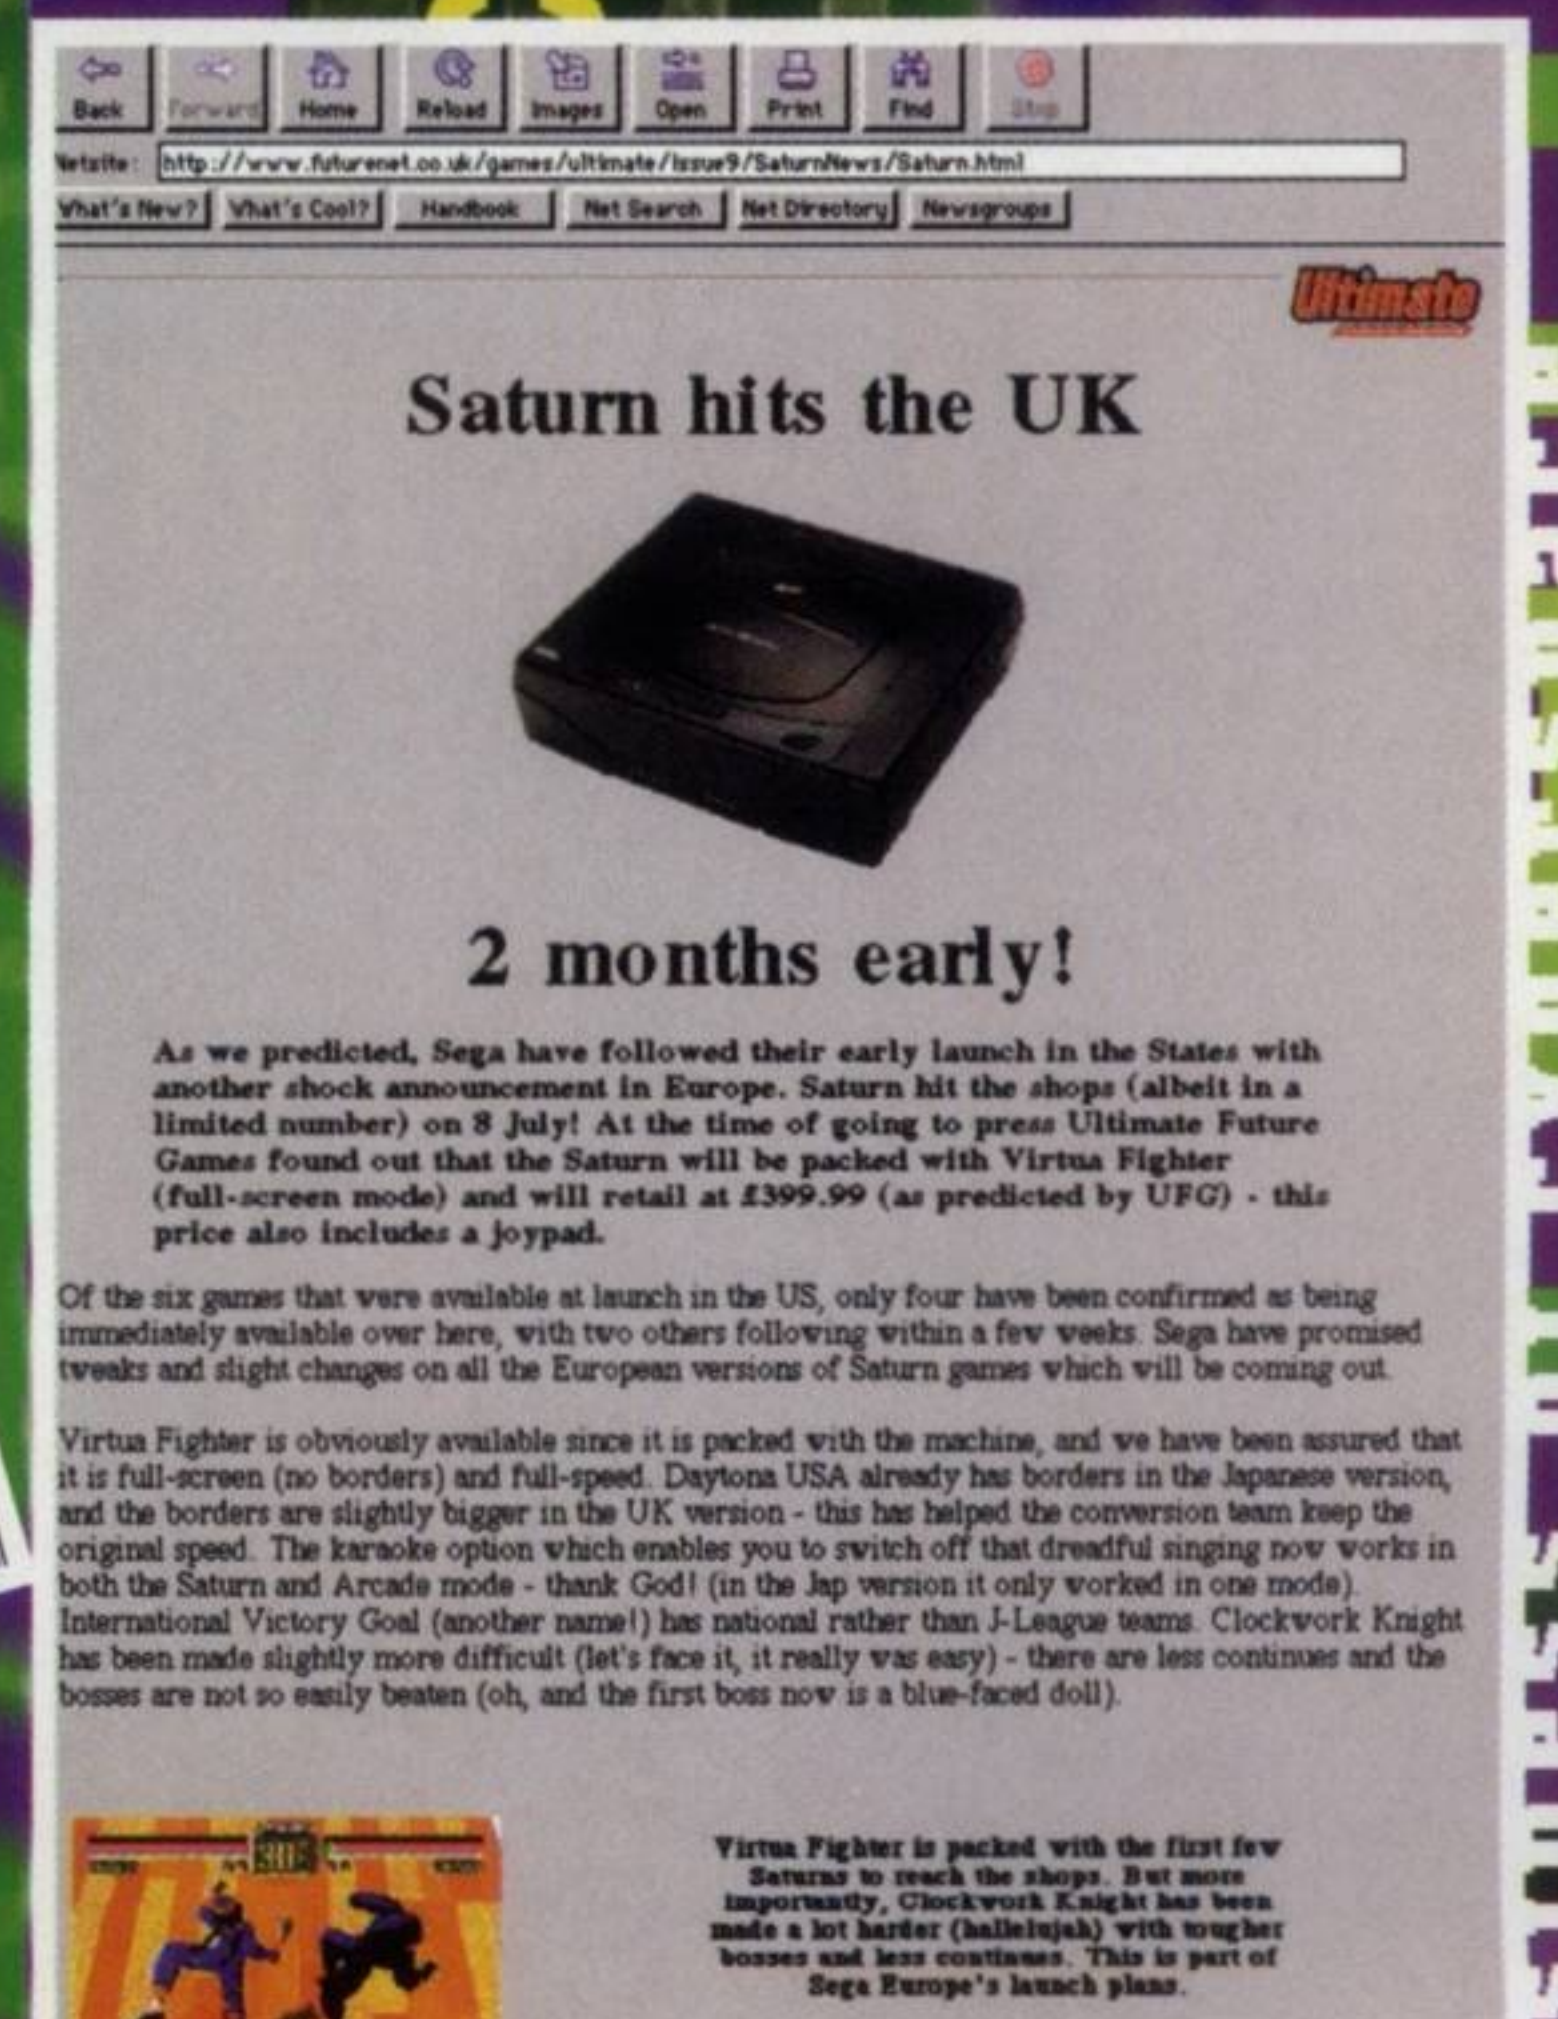 Back Forward Home Reload Images Open Print Find Stop
Netsite: http://www.futurenet.co.uk/games/ultimate/issue9/SaturnNews/Saturn.html
What's New? What's Cool? Handbook Net Search Net Directory Newsgroups
Ultimate
Saturn hits the UK
2 months early!
As we predicted, Sega have followed their early launch in the States with
another shock announcement in Europe. Saturn hit the shops (albeit in a
limited number) on 8 July! At the time of going to press Ultimate Future
Games found out that the Saturn will be packed with Virtua Fighter
(full-screen mode) and will retail at £399.99 (as predicted by UFG) - this
price also includes a joypad.
Of the six games that were available at launch in the US, only four have been confirmed as being
immediately available over here, with two others following within a few weeks. Sega have promised
tweaks and slight changes on all the European versions of Saturn games which will be coming out.
Virtua Fighter is obviously available since it is packed with the machine, and we have been assured that
it is full-screen (no borders) and full-speed. Daytona USA already has borders in the Japanese version,
and the borders are slightly bigger in the UK version - this has helped the conversion team keep the
original speed. The karaoke option which enables you to switch off that dreadful singing now works in
both the Saturn and Arcade mode - thank God! (in the Jap version it only worked in one mode).
International Victory Goal (another name!) has national rather than J-League teams. Clockwork Knight
has been made slightly more difficult (let's face it, it really was easy) - there are less continues and the
bosses are not so easily beaten (oh, and the first boss now is a blue-faced doll).
Virtua Fighter is packed with the first few
Saturns to reach the shops. But more
importantly, Clockwork Knight has been
made a lot harder (hallelujah) with tougher
bosses and less continues. This is part of
Sega Europe's launch plans.